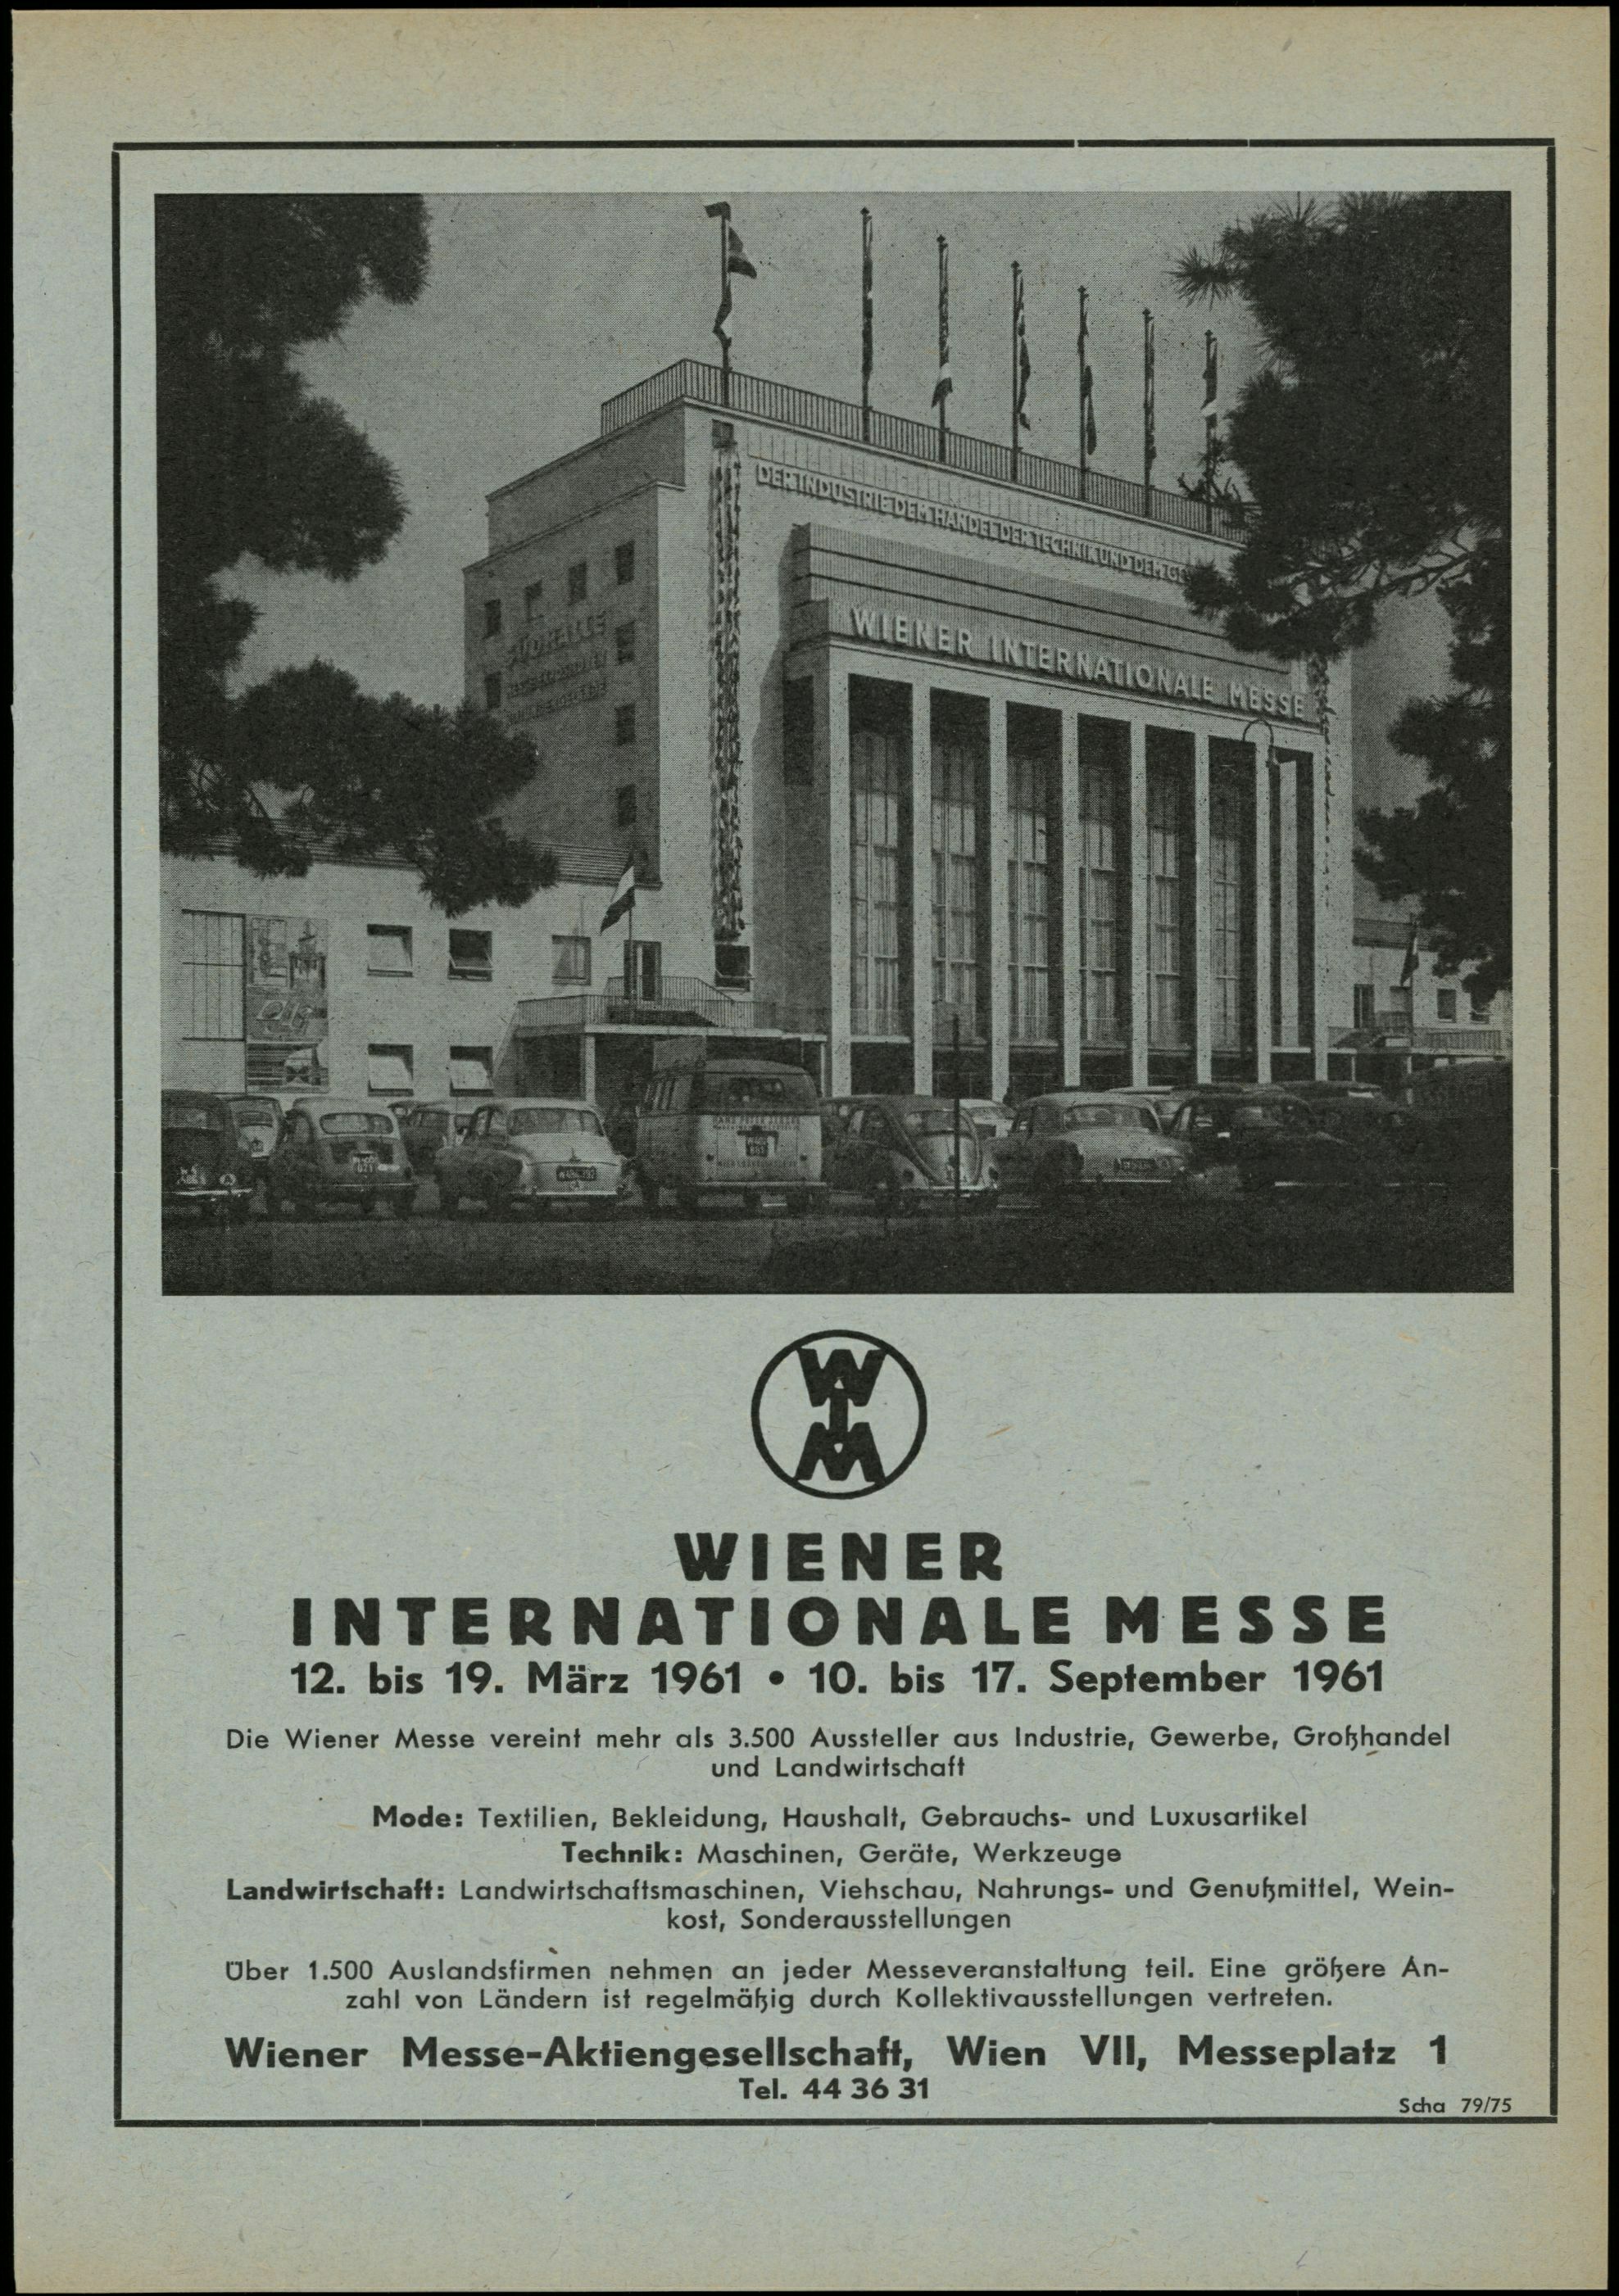 DER INDUSTRIE DEM HANDEL DER TECHNIK UND DEM GE
WIENER INTERNATIONALE MESSE
SÜDHALLE
WIM
WIENER
INTERNATIONALE MESSE
12. bis 19. März 1961 • 10. bis 17. September 1961
Die Wiener Messe vereint mehr als 3.500 Aussteller aus Industrie, Gewerbe, Großhandel
und Landwirtschaft
Mode: Textilien, Bekleidung, Haushalt, Gebrauchs- und Luxusartikel
Technik: Maschinen, Geräte, Werkzeuge
Landwirtschaft: Landwirtschaftsmaschinen, Viehschau, Nahrungs- und Genußmittel, Wein-
kost, Sonderausstellungen
Über 1.500 Auslandsfirmen nehmen an jeder Messeveranstaltung teil. Eine größere An-
zahl von Ländern ist regelmäßig durch Kollektivausstellungen vertreten.
Wiener Messe-Aktiengesellschaft, Wien VII, Messeplatz 1
Tel. 44 36 31
Scha 79/75